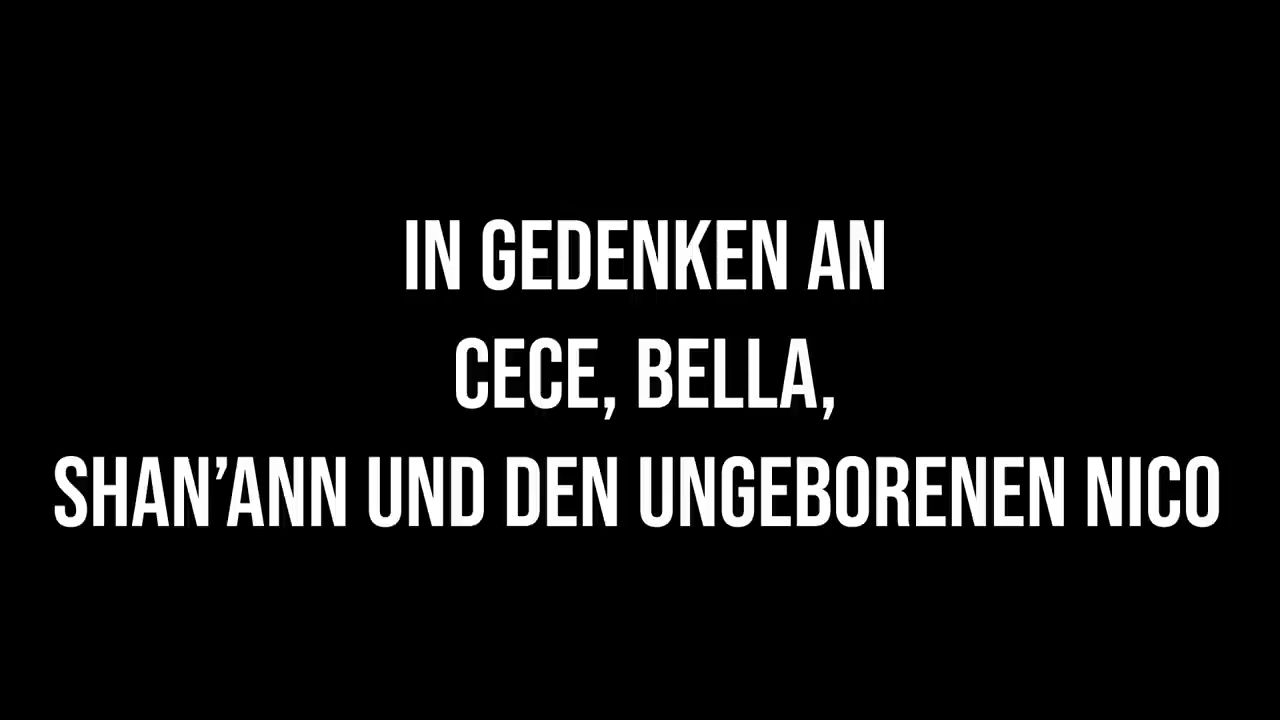 IN GEDENKEN AN
CECE, BELLA,
SHAN’ANN UND DEN UNGEBORENEN NICO